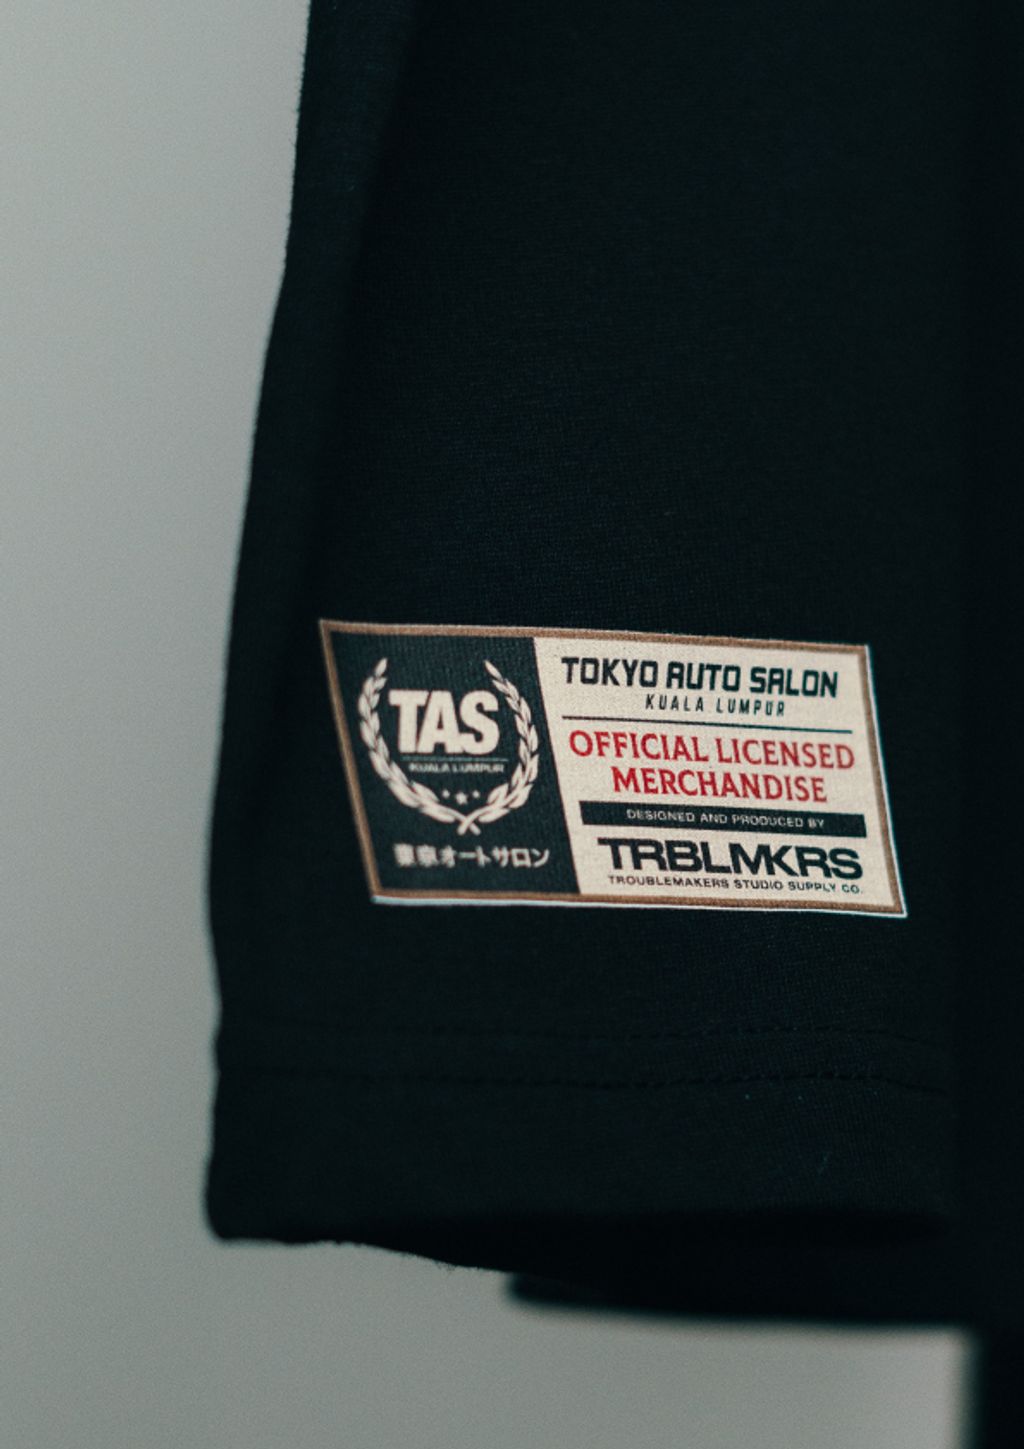 TAS
KUALA LUMPUR
東京オートサロン
TOKYO AUTO SALON
KUALA LUMPUR
OFFICIAL LICENSED
MERCHANDISE
DESIGNED AND PRODUCED BY
TRBLMKRS
TROUBLEMAKERS STUDIO SUPPLY CO.